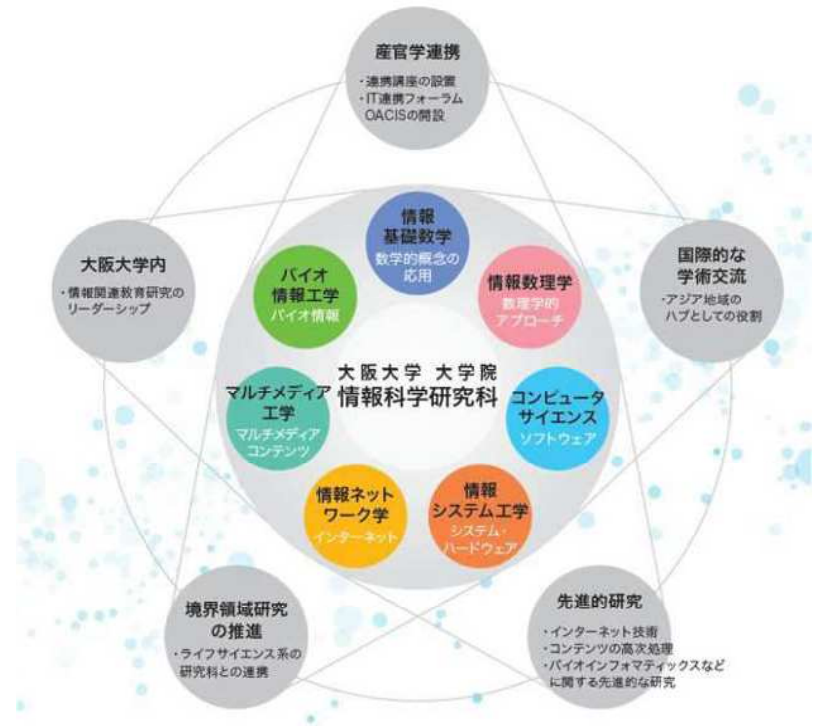 産官学連携
・連携講座の設置
・IT連携フォーラム
OACISの開設
大阪大学内
・情報関連教育研究の
リーダーシップ
国際的な
学術交流
・アジア地域の
ハブとしての役割
情報
基礎数学
数学的概念の
応用
バイオ
情報工学
バイオ情報
情報数理学
数理学的
アプローチ
大阪大学 大学院
情報科学研究科
マルチメディア
工学
マルチメディア
コンテンツ
コンピュータ
サイエンス
ソフトウェア
情報ネット
ワーク学
インターネット
情報
システム工学
システム・
ハードウェア
境界領域研究
の推進
・ライフサイエンス系の
研究科との連携
先進的研究
・インターネット技術
・コンテンツの高次処理
・バイオインフォマティックスなど
に関する先進的な研究